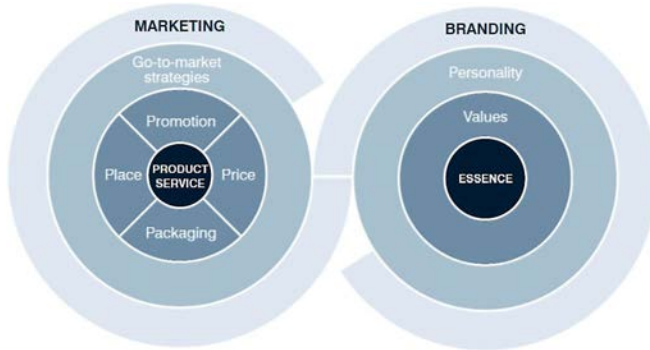 MARKETING
Go-to-market
strategies
Promotion
Place
PRODUCT
SERVICE
Price
Packaging
BRANDING
Personality
Values
ESSENCE